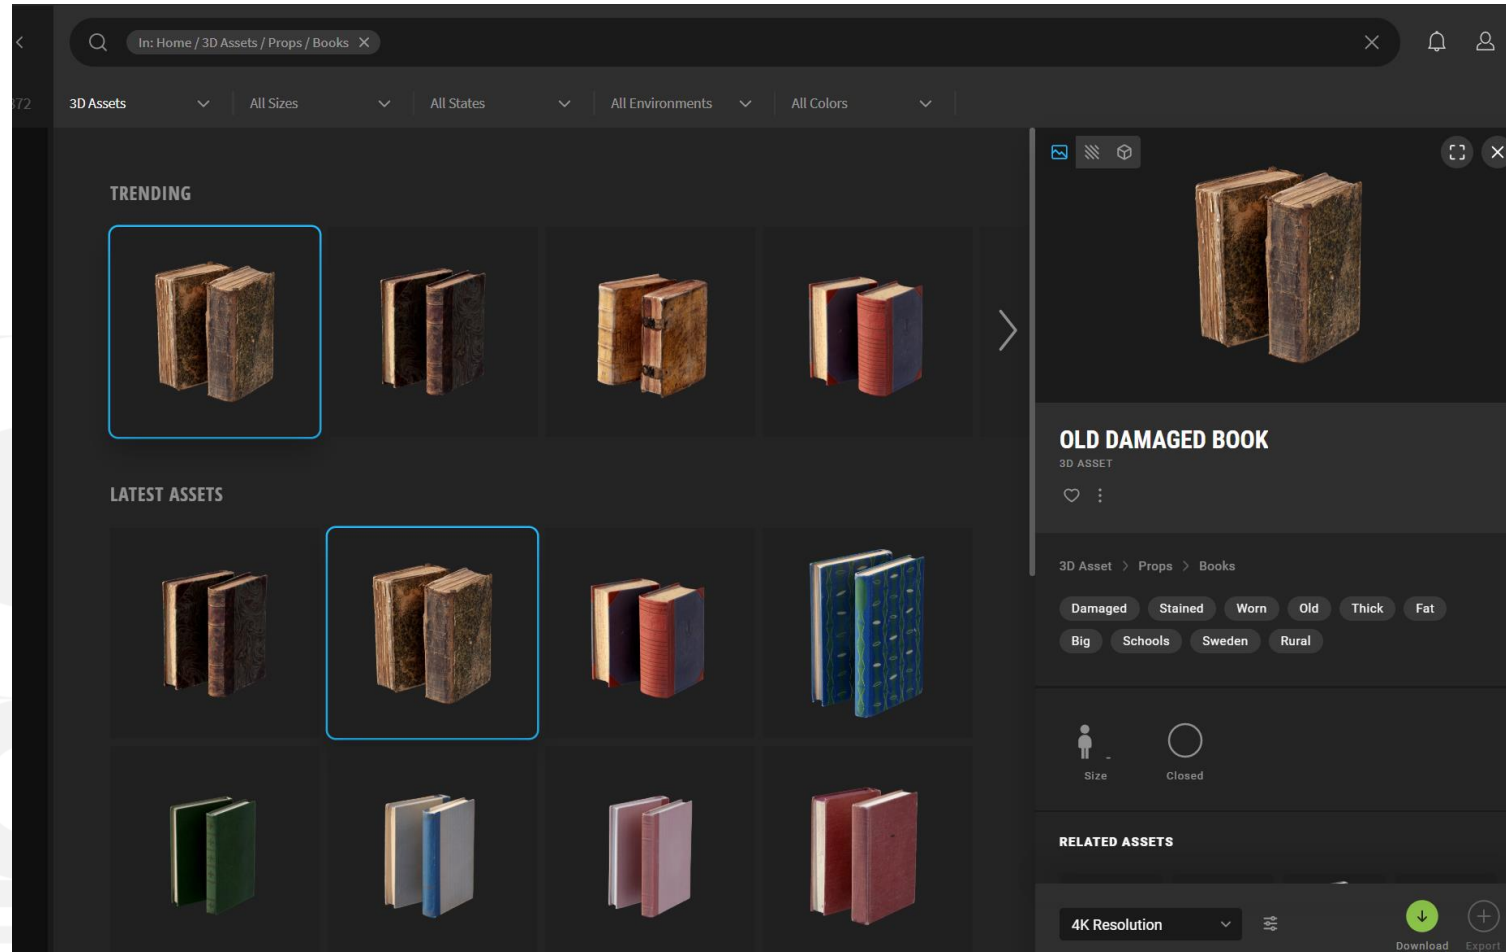 In: Home / 3D Assets / Props / Books
372
3D Assets
All Sizes
All States
All Environments
All Colors
TRENDING
LATEST ASSETS
OLD DAMAGED BOOK
3D ASSET
3D Asset > Props > Books
Damaged Stained Worn Old Thick Fat
Big Schools Sweden Rural
Size
Closed
RELATED ASSETS
4K Resolution
Download
Export